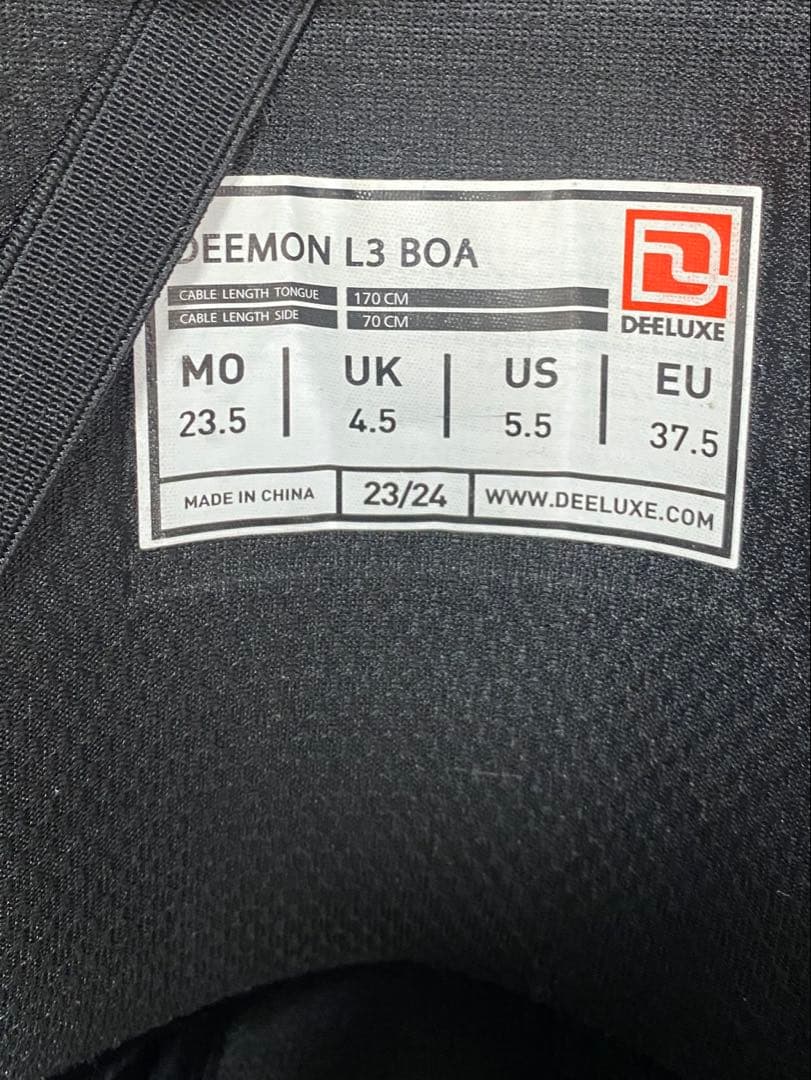 DEEMON L3 BOA
CABLE LENGTH TONGUE 170 CM
CABLE LENGTH SIDE 70 CM
DEELUXE
MO UK US EU
23.5 4.5 5.5 37.5
MADE IN CHINA 23/24 WWW.DEELUXE.COM